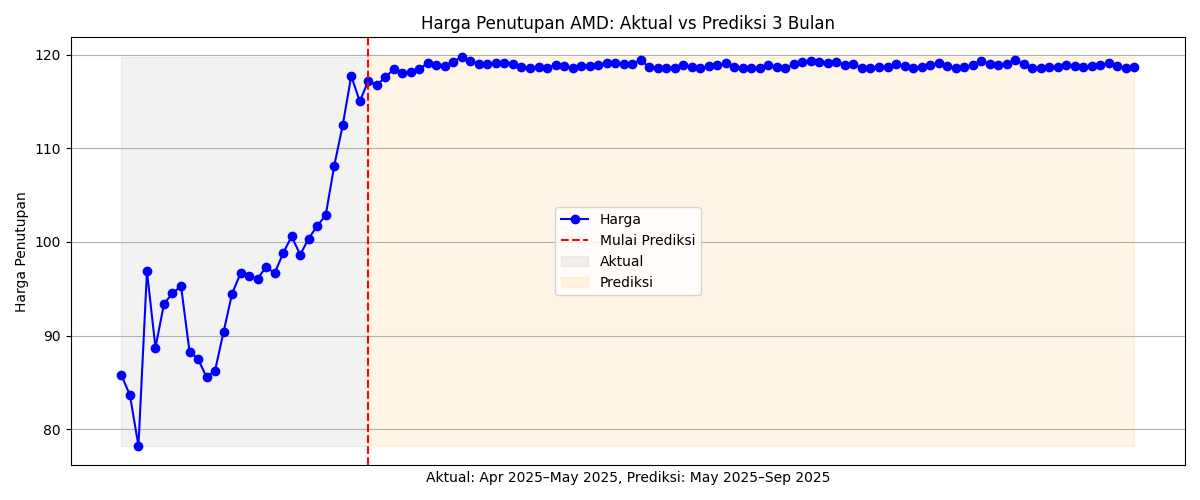 Harga Penutupan AMD: Aktual vs Prediksi 3 Bulan
120
110
100
90
80
Harga Penutupan
Harga
Mulai Prediksi
Aktual
Prediksi
Aktual: Apr 2025–May 2025, Prediksi: May 2025–Sep 2025